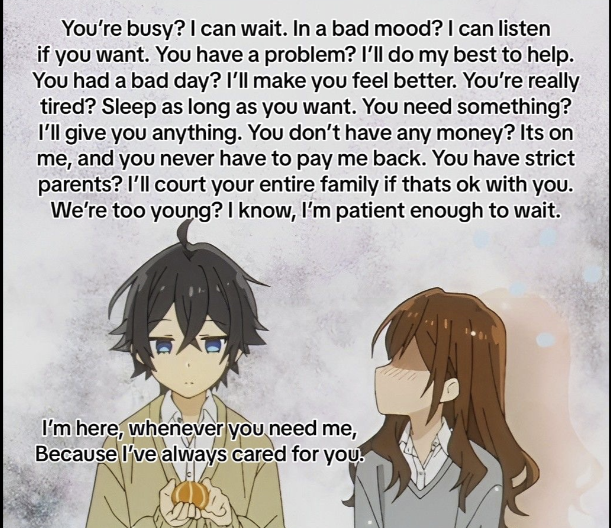 You're busy? I can wait. In a bad mood? I can listen
if you want. You have a problem? I'll do my best to help.
You had a bad day? I'll make you feel better. You're really
tired? Sleep as long as you want. You need something?
I'll give you anything. You don't have any money? Its on
me, and you never have to pay me back. You have strict
parents? I'll court your entire family if thats ok with you.
We're too young? I know, I'm patient enough to wait.
I'm here, whenever you need me,
Because I've always cared for you.